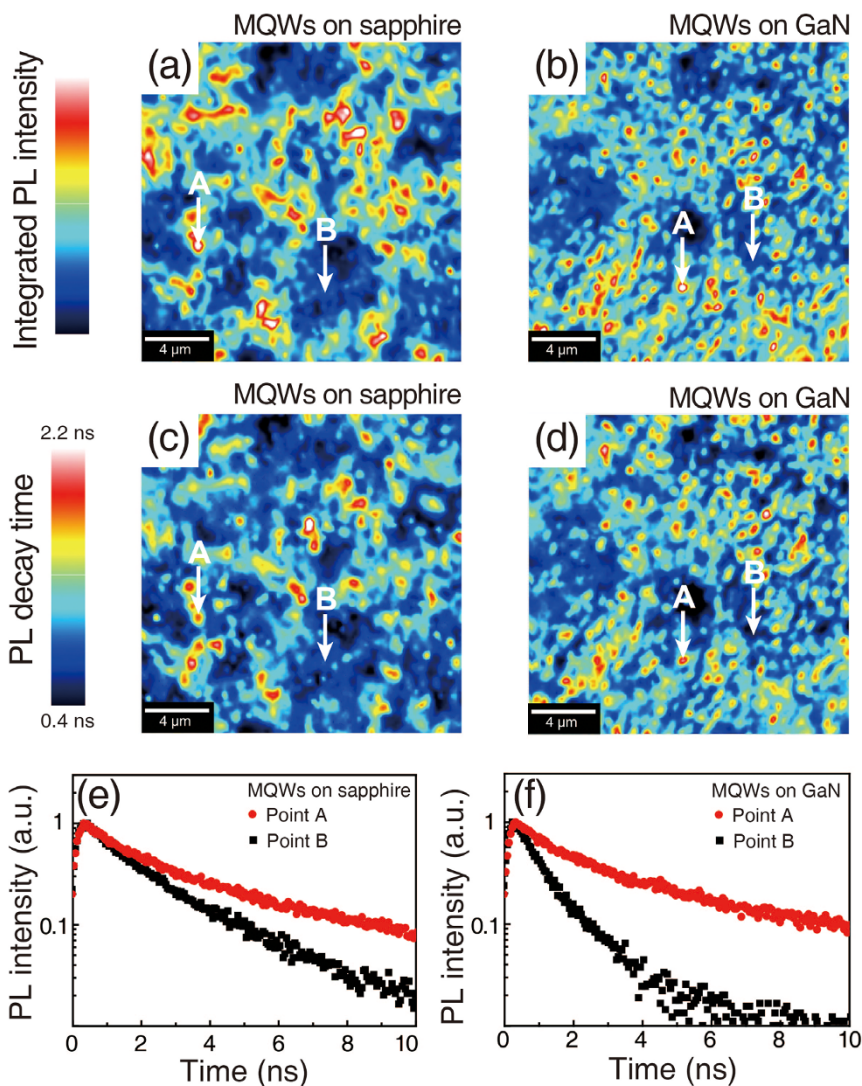 MQWs on sapphire
MQWs on GaN
Integrated PL intensity
(a)
A
B
4 µm
(b)
A
B
4 µm
MQWs on sapphire
MQWs on GaN
PL decay time
2.2 ns
0.4 ns
(c)
A
B
4 µm
(d)
A
B
4 µm
(e)
MQWs on sapphire
Point A
Point B
PL intensity (a.u.)
1
0.1
0 2 4 6 8 10
Time (ns)
(f)
MQWs on GaN
Point A
Point B
PL intensity (a.u.)
1
0.1
0 2 4 6 8 10
Time (ns)